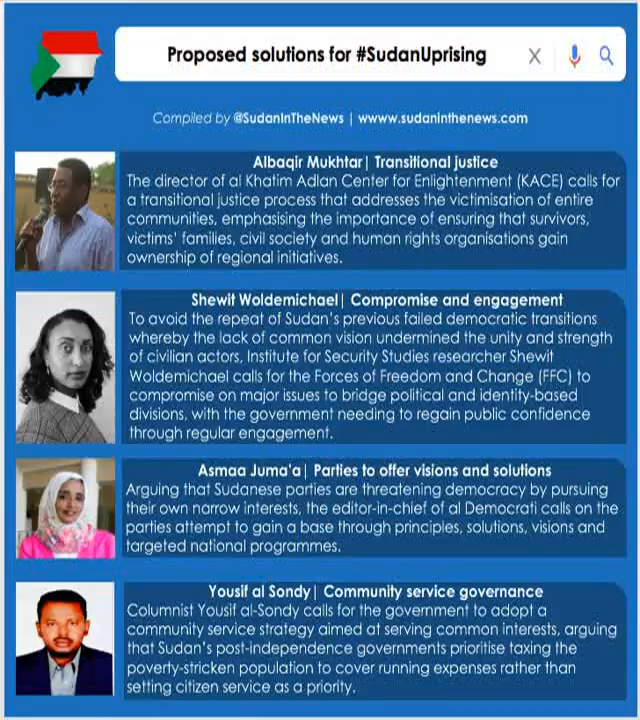 Proposed solutions for #SudanUprising
Compiled by @SudanInTheNews | www.sudaninthenews.com
Albaqir Mukhtar| Transitional justice
The director of al Khatim Adlan Center for Enlightenment (KACE) calls for
a transitional justice process that addresses the victimisation of entire
communities, emphasising the importance of ensuring that survivors,
victims' families, civil society and human rights organisations gain
ownership of regional initiatives.
Shewit Woldemichael| Compromise and engagement
To avoid the repeat of Sudan's previous failed democratic transitions
whereby the lack of common vision undermined the unity and strength
of civilian actors, Institute for Security Studies researcher Shewit
Woldemichael calls for the Forces of Freedom and Change (FFC) to
compromise on major issues to bridge political and identity-based
divisions, with the government needing to regain public confidence
through regular engagement.
Asmaa Juma'a| Parties to offer visions and solutions
Arguing that Sudanese parties are threatening democracy by pursuing
their own narrow interests, the editor-in-chief of al Democrati calls on the
parties attempt to gain a base through principles, solutions, visions and
targeted national programmes.
Yousif al Sondy| Community service governance
Columnist Yousif al-Sondy calls for the government to adopt a
community service strategy aimed at serving common interests, arguing
that Sudan's post-independence governments prioritise taxing the
poverty-stricken population to cover running expenses rather than
setting citizen service as a priority.